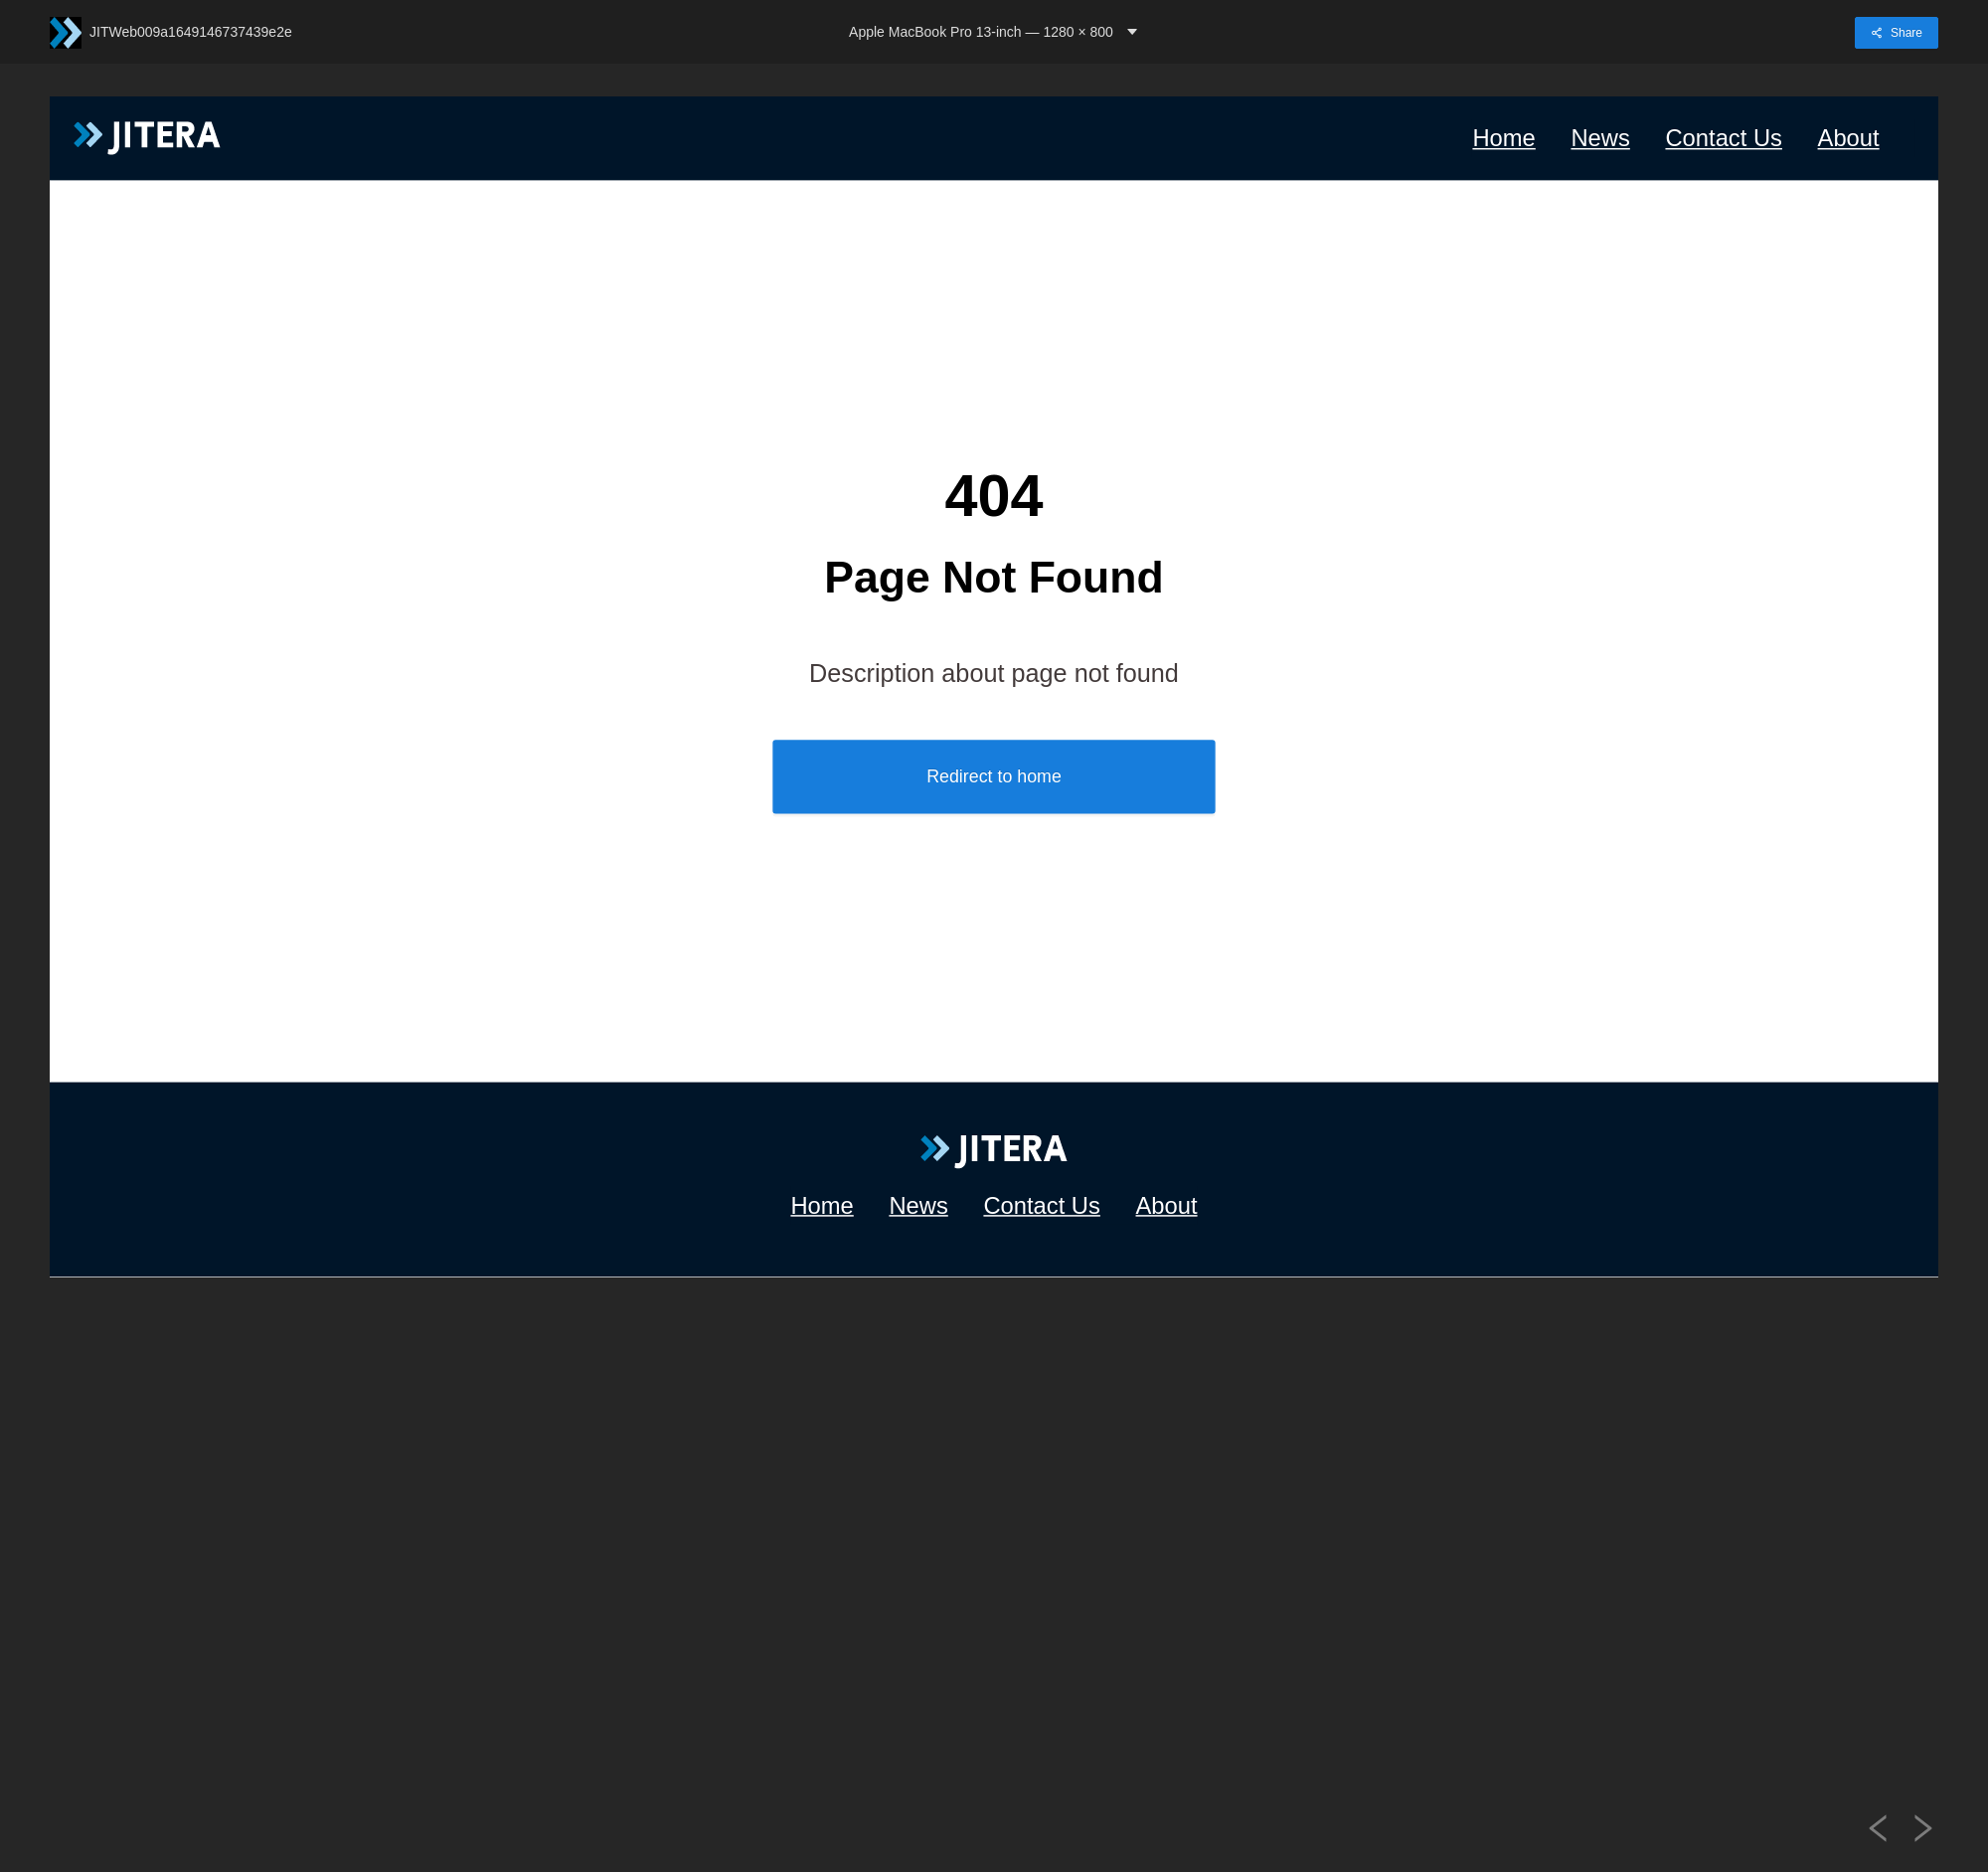 JITWeb009a1649146737439e2e
Apple MacBook Pro 13-inch — 1280 × 800
Share
JITERA
Home News Contact Us About
404
Page Not Found
Description about page not found
Redirect to home
JITERA
Home News Contact Us About